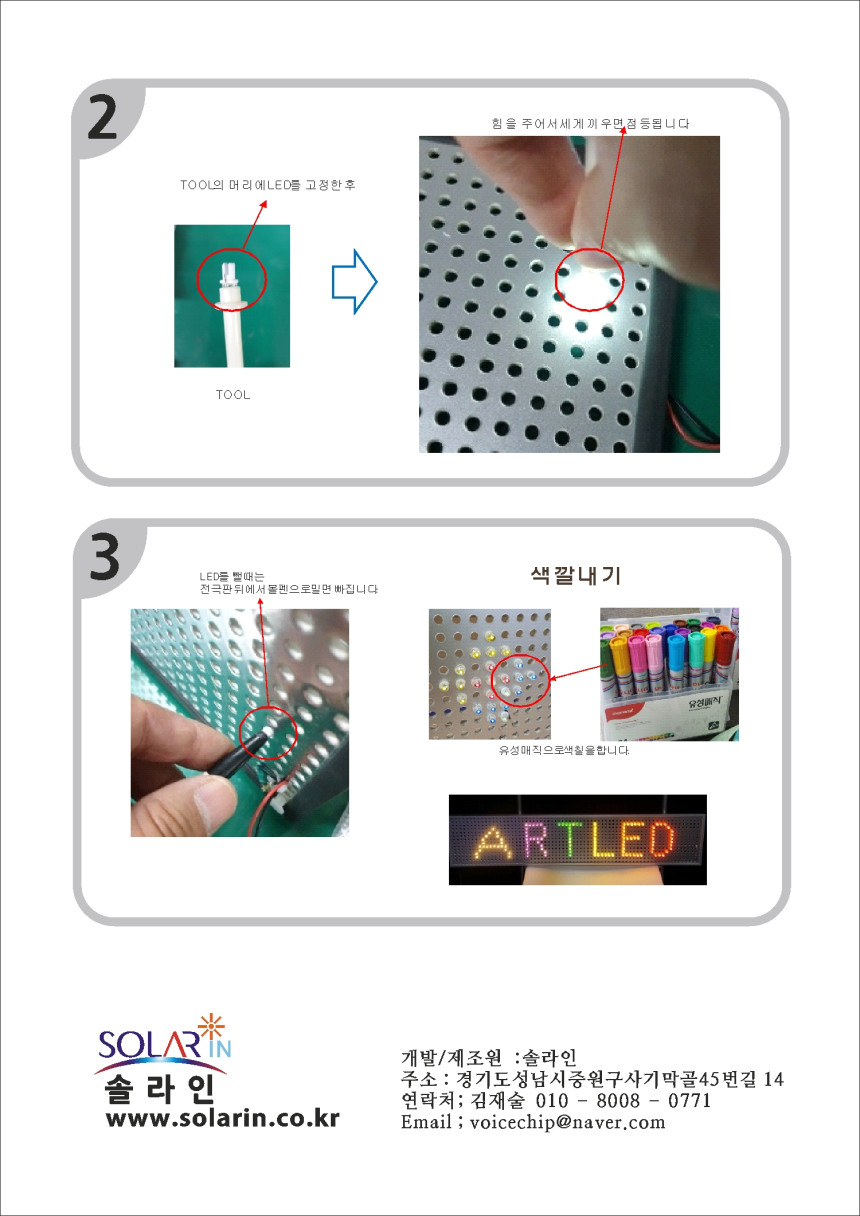 2
힘을 주어서세게 끼우면점등됩니다
TOOL의 머리에LED를 고정한후
TOOL
3
LED를 뺄때는
전극판뒤에서볼펜으로밀면 빠집니다
색깔내기
유성매직
유성매직으로색칠을합니다.
ARTLED
SOLARIN
솔라인
www.solarin.co.kr
개발/제조원 :솔라인
주소 : 경기도성남시중원구사기막골45번길 14
연락처; 김재술 010 - 8008 - 0771
Email ; voicechip@naver.com